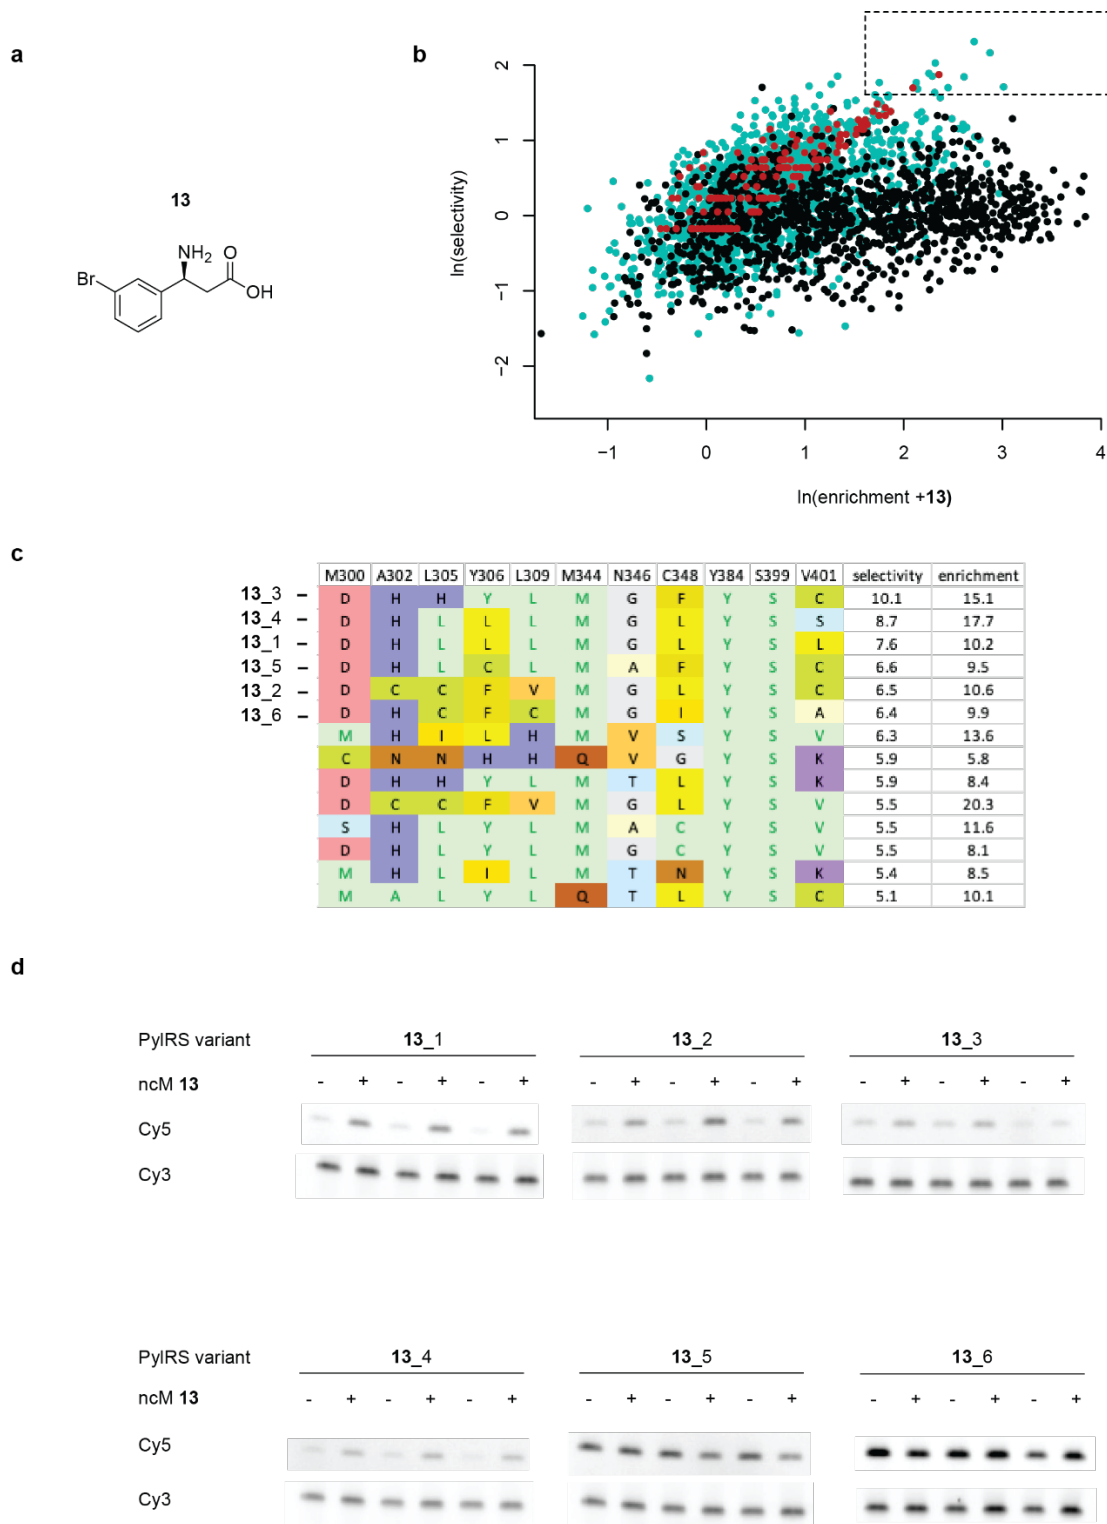 a
b
13
NH2
O
Br
OH
2
1
0
−1
−2
ln(selectivity)
−1 0 1 2 3 4
ln(enrichment +13)
c
M300 A302 L305 Y306 L309 M344 N346 C348 Y384 S399 V401 selectivity enrichment
13_3 – D H H Y L M G F Y S C 10.1 15.1
13_4 – D H L L L M G L Y S S 8.7 17.7
13_1 – D H L L L M G L Y S L 7.6 10.2
13_5 – D H L C L M A F Y S C 6.6 9.5
13_2 – D C C F V M G L Y S C 6.5 10.6
13_6 – D H C F C M G I Y S A 6.4 9.9
M H I L H M V S Y S V 6.3 13.6
C N N H H Q V G Y S K 5.9 5.8
D H H Y L M T L Y S K 5.9 8.4
D C C F V M G L Y S V 5.5 20.3
S H L Y L M A C Y S V 5.5 11.6
D H L Y L M G C Y S V 5.5 8.1
M H L I L M T N Y S K 5.4 8.5
M A L Y L Q T L Y S C 5.1 10.1
d
PylRS variant 13_1 13_2 13_3
ncM 13 - + - + - + - + - + - + - + - + - +
Cy5
Cy3
PylRS variant 13_4 13_5 13_6
ncM 13 - + - + - + - + - + - + - + - + - +
Cy5
Cy3